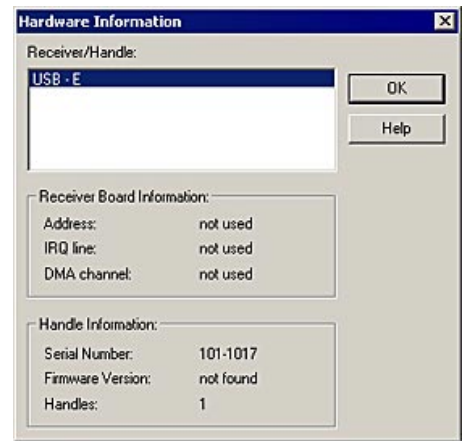 Hardware Information
Receiver/Handle:
USB - E
OK
Help
Receiver Board Information:
Address: not used
IRQ line: not used
DMA channel: not used
Handle Information:
Serial Number: 101-1017
Firmware Version: not found
Handles: 1